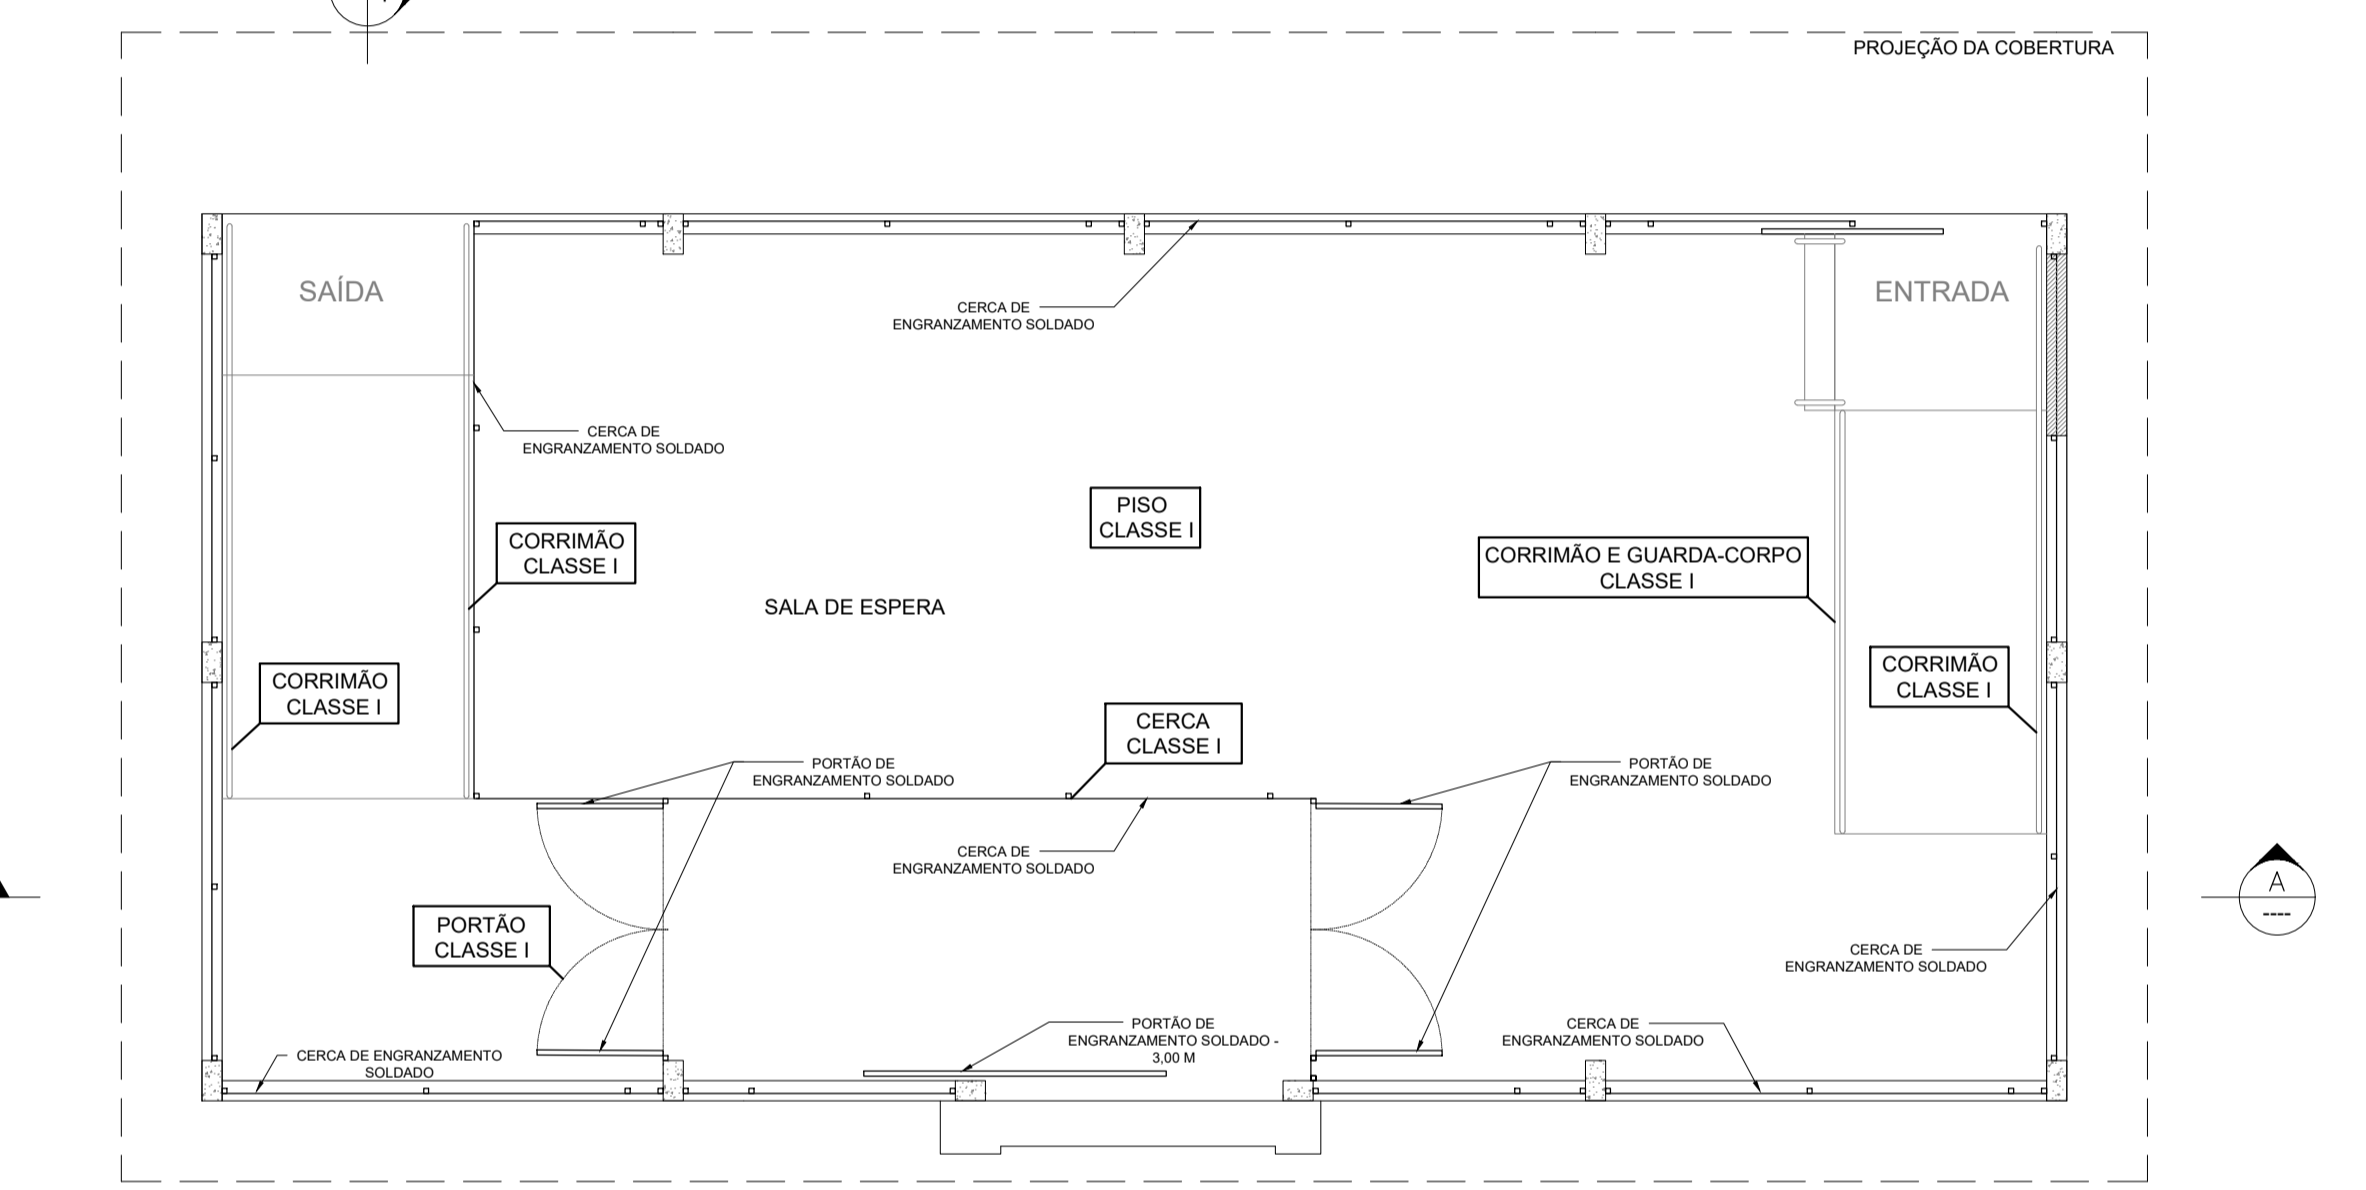 PROJEÇÃO DA COBERTURA
SAÍDA
ENTRADA
CERCA DE
ENGRANZAMENTO SOLDADO
CERCA DE
ENGRANZAMENTO SOLDADO
PISO
CLASSE I
CORRIMÃO
CLASSE I
CORRIMÃO E GUARDA-CORPO
CLASSE I
SALA DE ESPERA
CORRIMÃO
CLASSE I
CORRIMÃO
CLASSE I
CERCA
CLASSE I
PORTÃO DE
ENGRANZAMENTO SOLDADO
PORTÃO DE
ENGRANZAMENTO SOLDADO
CERCA DE
ENGRANZAMENTO SOLDADO
A
----
PORTÃO
CLASSE I
CERCA DE
ENGRANZAMENTO SOLDADO
PORTÃO DE
ENGRANZAMENTO SOLDADO -
3,00 M
CERCA DE
ENGRANZAMENTO SOLDADO
CERCA DE ENGRANZAMENTO
SOLDADO